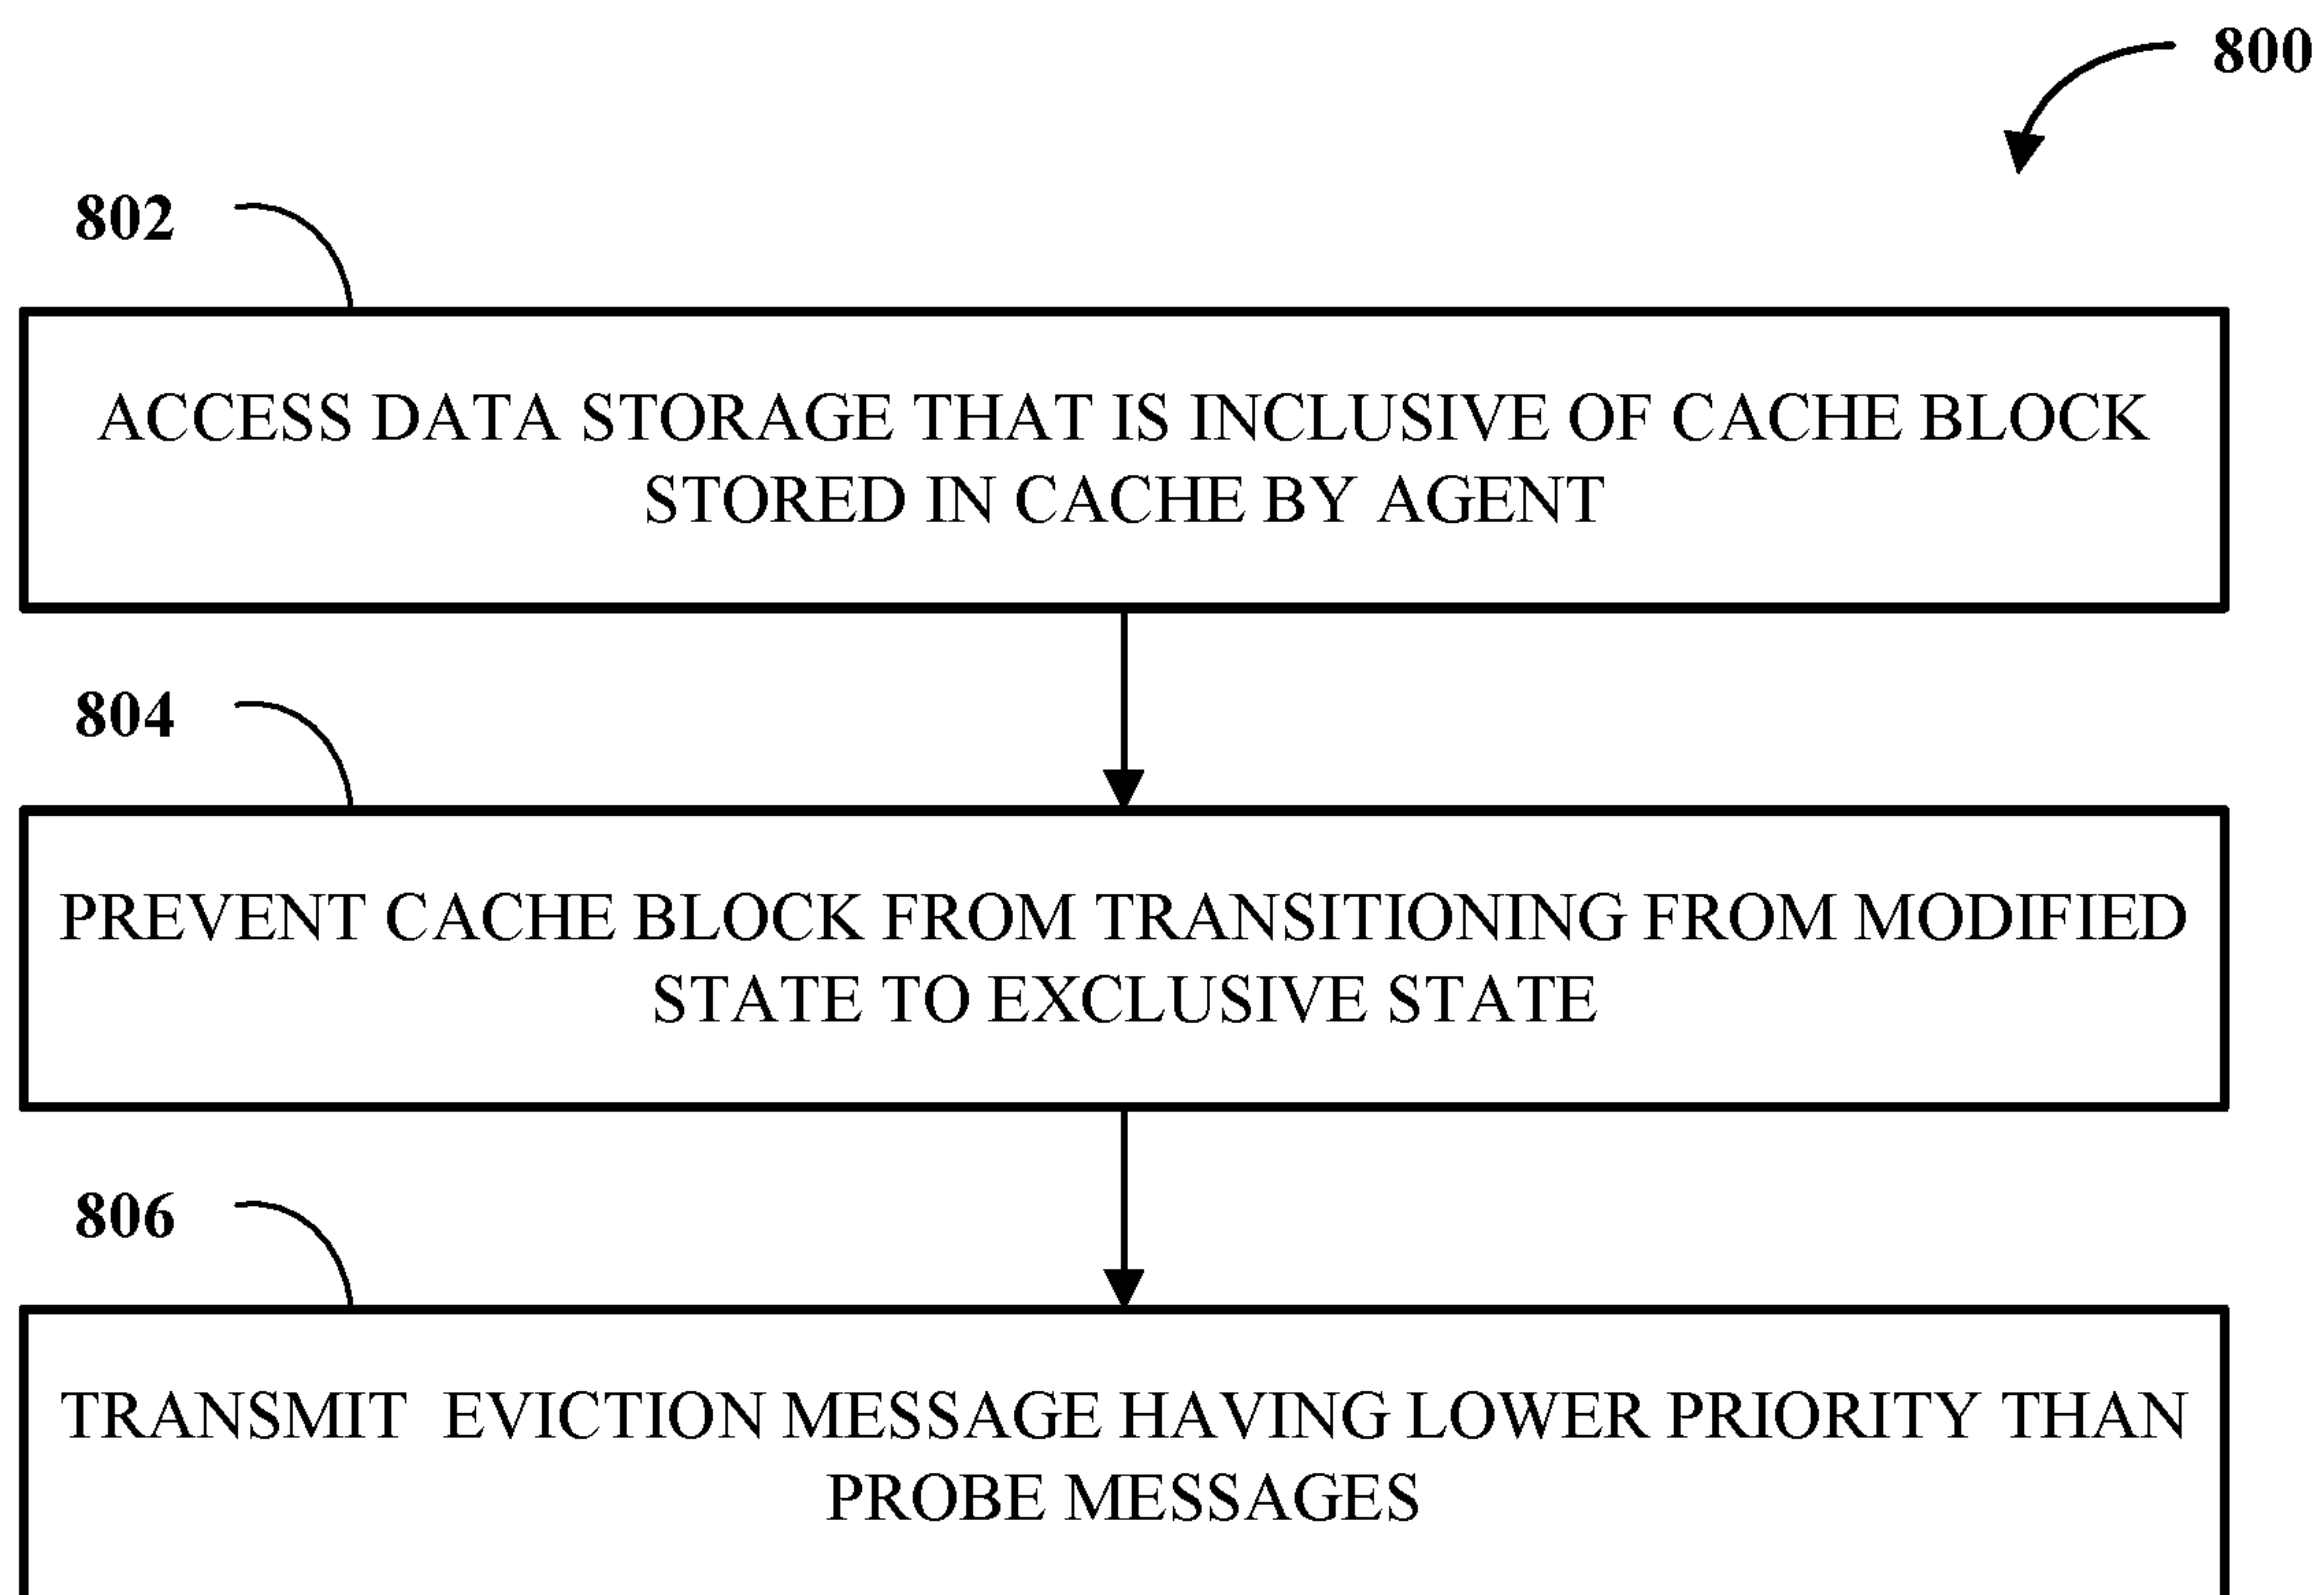 800
802
ACCESS DATA STORAGE THAT IS INCLUSIVE OF CACHE BLOCK
STORED IN CACHE BY AGENT
804
PREVENT CACHE BLOCK FROM TRANSITIONING FROM MODIFIED
STATE TO EXCLUSIVE STATE
806
TRANSMIT EVICTION MESSAGE HAVING LOWER PRIORITY THAN
PROBE MESSAGES